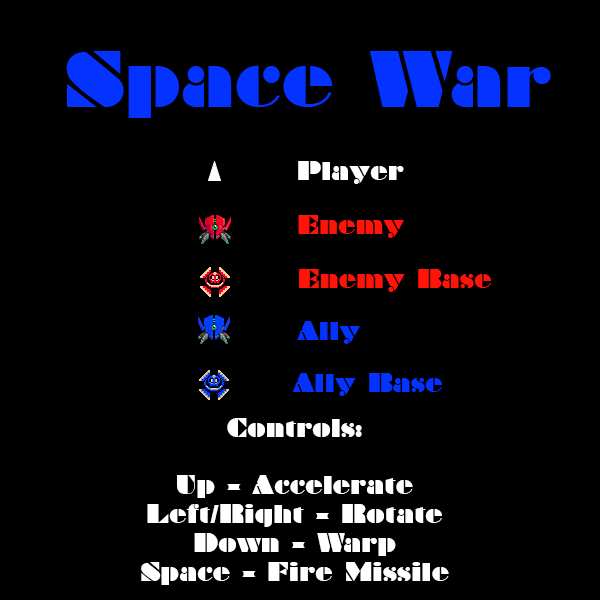 Space War
Player
Enemy
Enemy Base
Ally
Ally Base
Controls:
Up = Accelerate
Left/Right = Rotate
Down = Warp
Space = Fire Missile